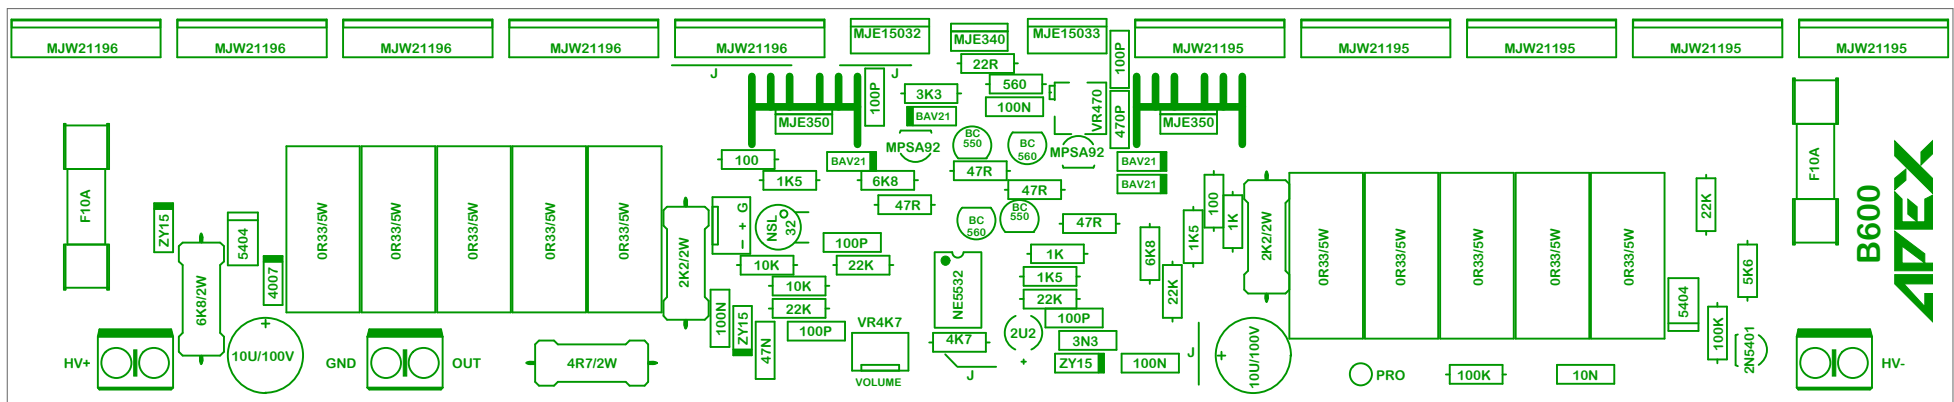 MJW21196 MJW21196 MJW21196 MJW21196 MJW21196 MJE15032 MJE340 MJE15033 MJW21195 MJW21195 MJW21195 MJW21195 MJW21195
J J 22R 100P
560
3K3 100P 100N VR470 470P
BAV21
MJE350 MJE350
MPSA92 BC 550 BC 560 MPSA92
100 BAV21 BAV21
1K5 6K8 47R BAV21
47R
F10A 0R33/5W 0R33/5W 0R33/5W 0R33/5W 0R33/5W 47R 100 1K 0R33/5W 0R33/5W 0R33/5W 0R33/5W 0R33/5W 22K F10A
ZY15 5404 2K2/2W - + G NSL 32 BC 560 BC 550 47R 6K8 1K5 2K2/2W 5K6 B600 APEX
100P
1K
10K 22K
4007 6K8/2W 10K NE5532 1K5 22K 5404
22K 22K
100N ZY15 47N 100P VR4K7 2U2 100P 100K 2N5401
4K7 3N3
+ 10U/100V J + 10U/100V
HV+ GND OUT 4R7/2W + ZY15 100N HV-
VOLUME J PRO 100K 10N